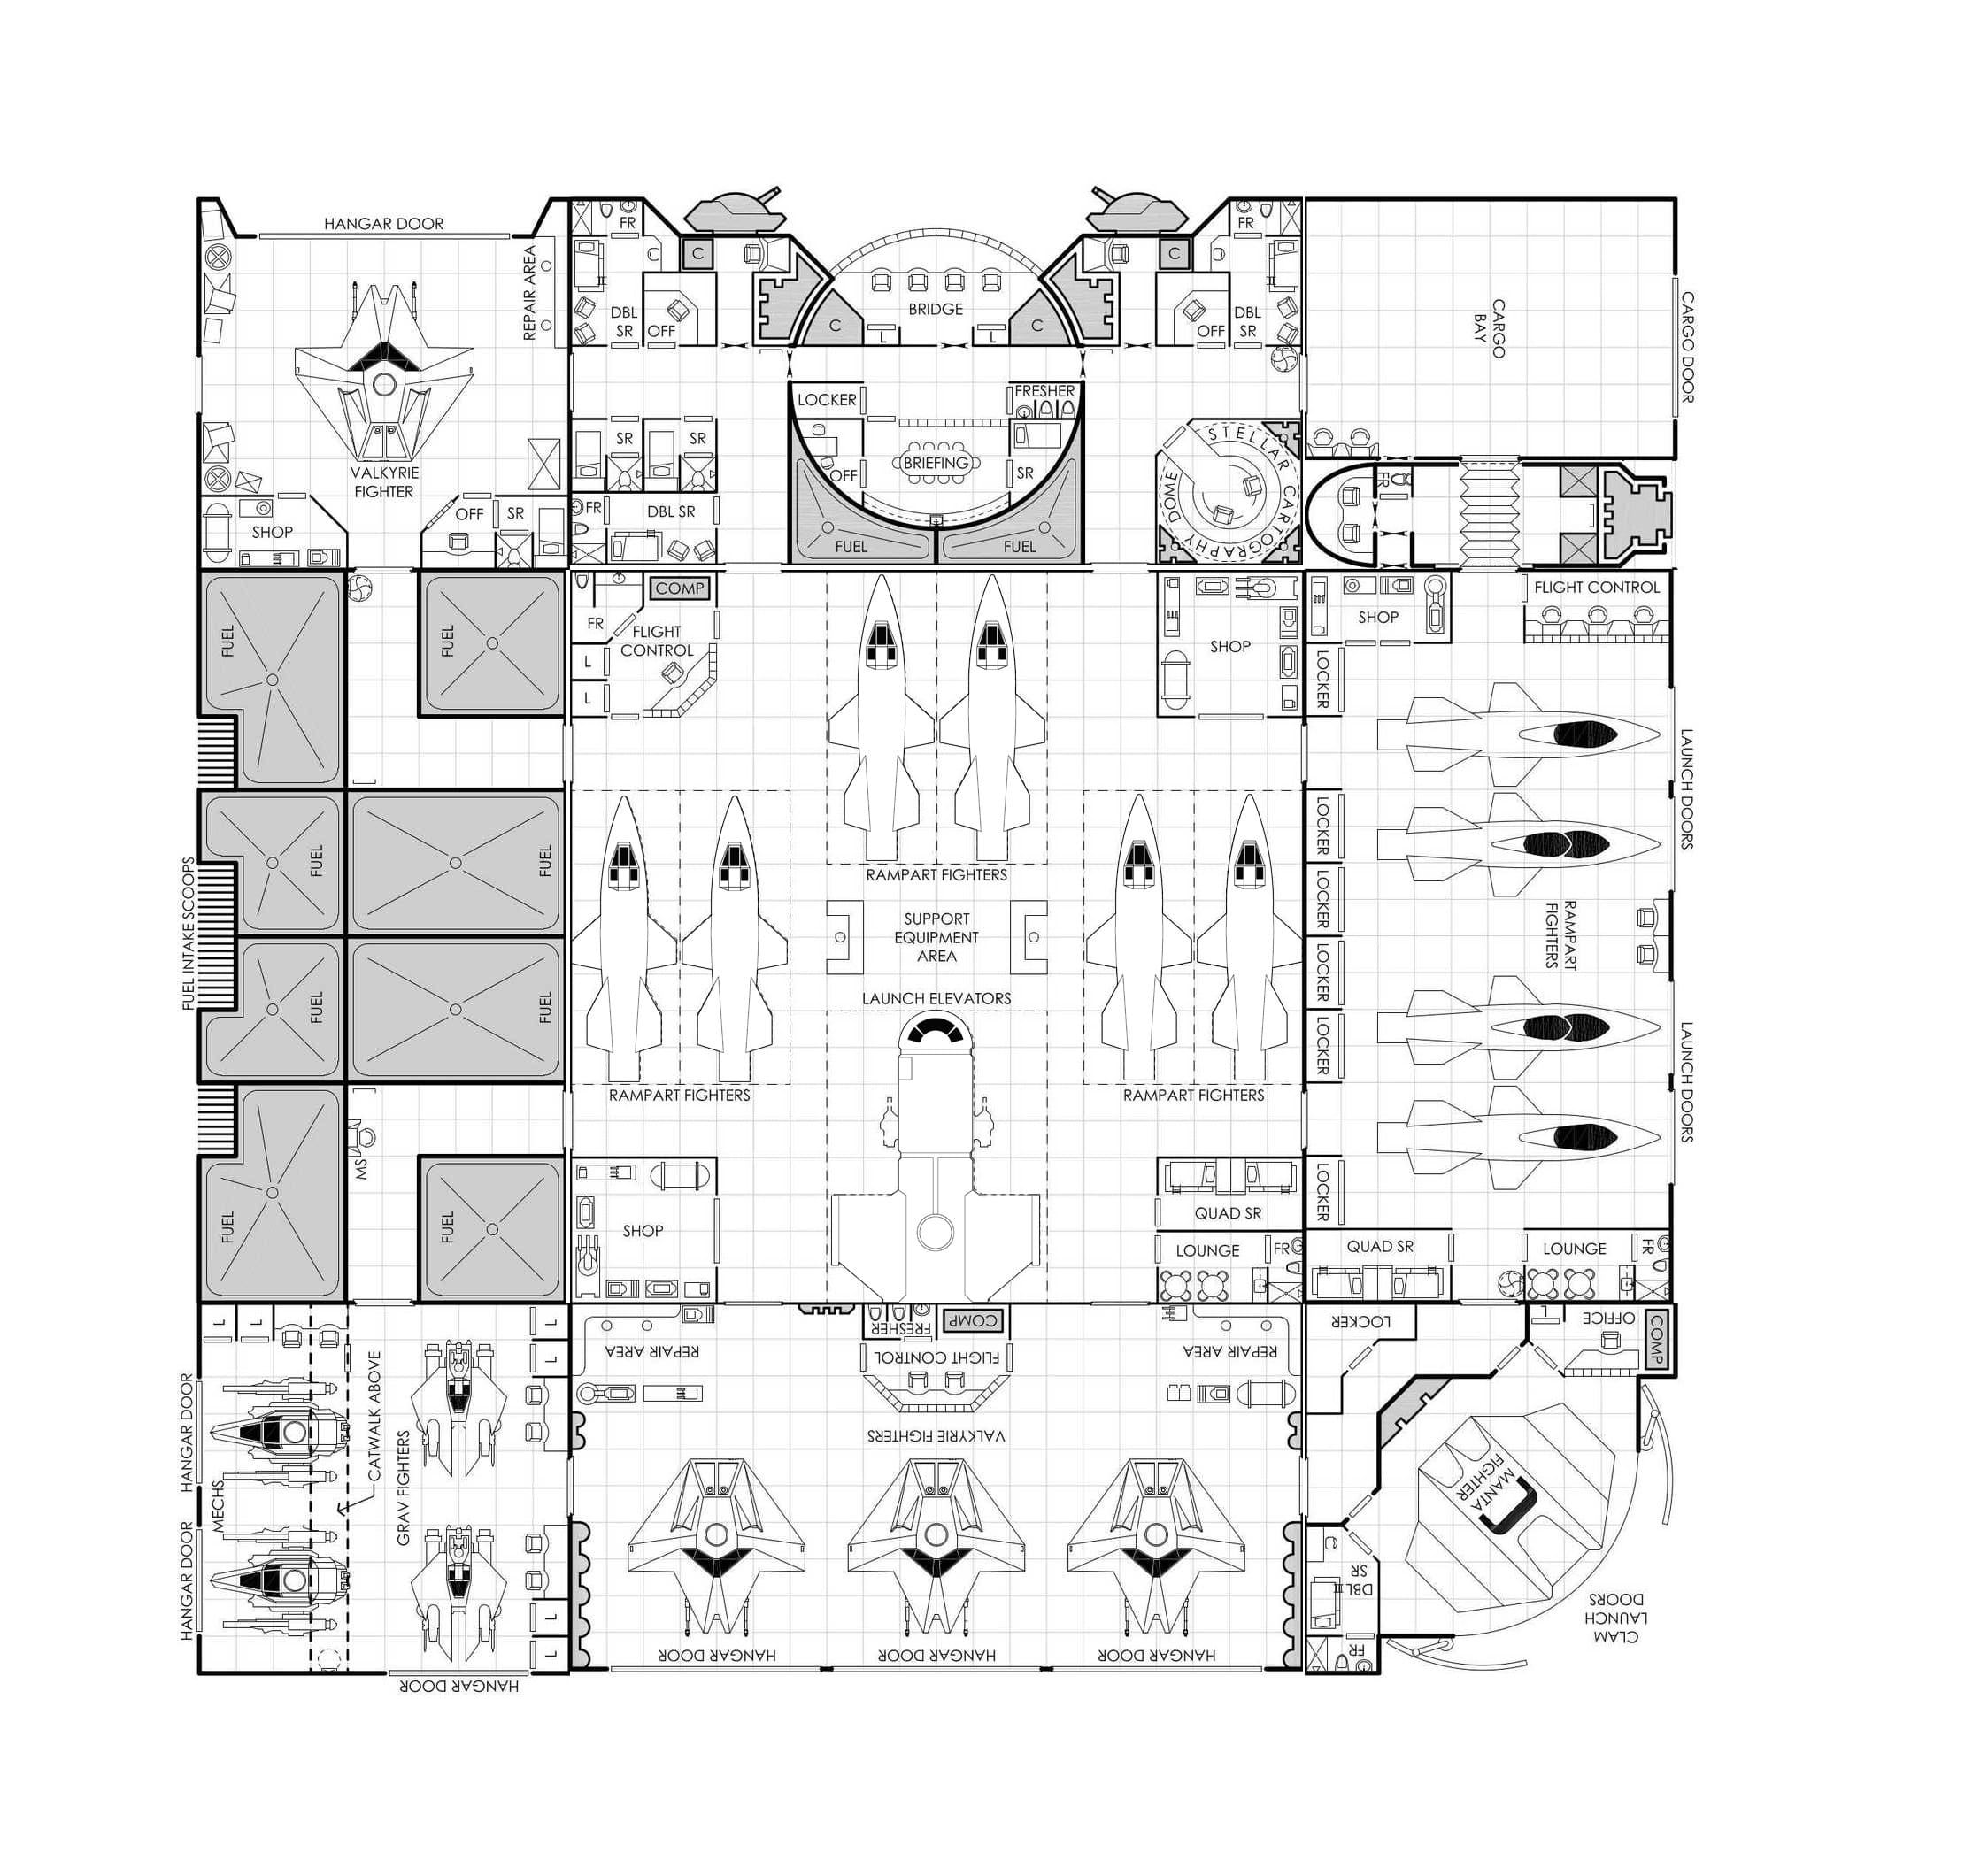 HANGAR DOOR
REPAIR AREA
VALKYRIE
FIGHTER
SHOP
OFF
SR
FR
C
DBL
SR
OFF
C
L
BRIDGE
L
C
C
FR
OFF
DBL
SR
CARGO
BAY
CARGO DOOR
LOCKER
FRESHER
SR
SR
OFF
BRIEFING
SR
FR
DBL SR
FUEL
FUEL
STELLAR CARTOGRAPHY DOME
FR
FUEL
FUEL
FR
COMP
FLIGHT
CONTROL
L
L
SHOP
SHOP
FLIGHT CONTROL
LOCKER
LAUNCH DOORS
FUEL INTAKE SCOOPS
FUEL
FUEL
FUEL
FUEL
RAMPART FIGHTERS
SUPPORT
EQUIPMENT
AREA
LAUNCH ELEVATORS
RAMPART FIGHTERS
RAMPART FIGHTERS
LOCKER
LOCKER
LOCKER
LOCKER
RAMPART
FIGHTERS
LAUNCH DOORS
FUEL
MS
FUEL
SHOP
QUAD SR
LOUNGE
FR
LOCKER
QUAD SR
LOUNGE
FR
L
L
L
L
HANGAR DOOR
MECHS
HANGAR DOOR
CATWALK ABOVE
GRAV FIGHTERS
L
L
HANGAR DOOR
REPAIR AREA
FRESHER
COMP
FLIGHT CONTROL
REPAIR AREA
VALKYRIE FIGHTERS
HANGAR DOOR
HANGAR DOOR
HANGAR DOOR
LOCKER
L
OFFICE
COMP
MANTA
FIGHTER
DBL
SR
FR
CLAM
LAUNCH
DOORS